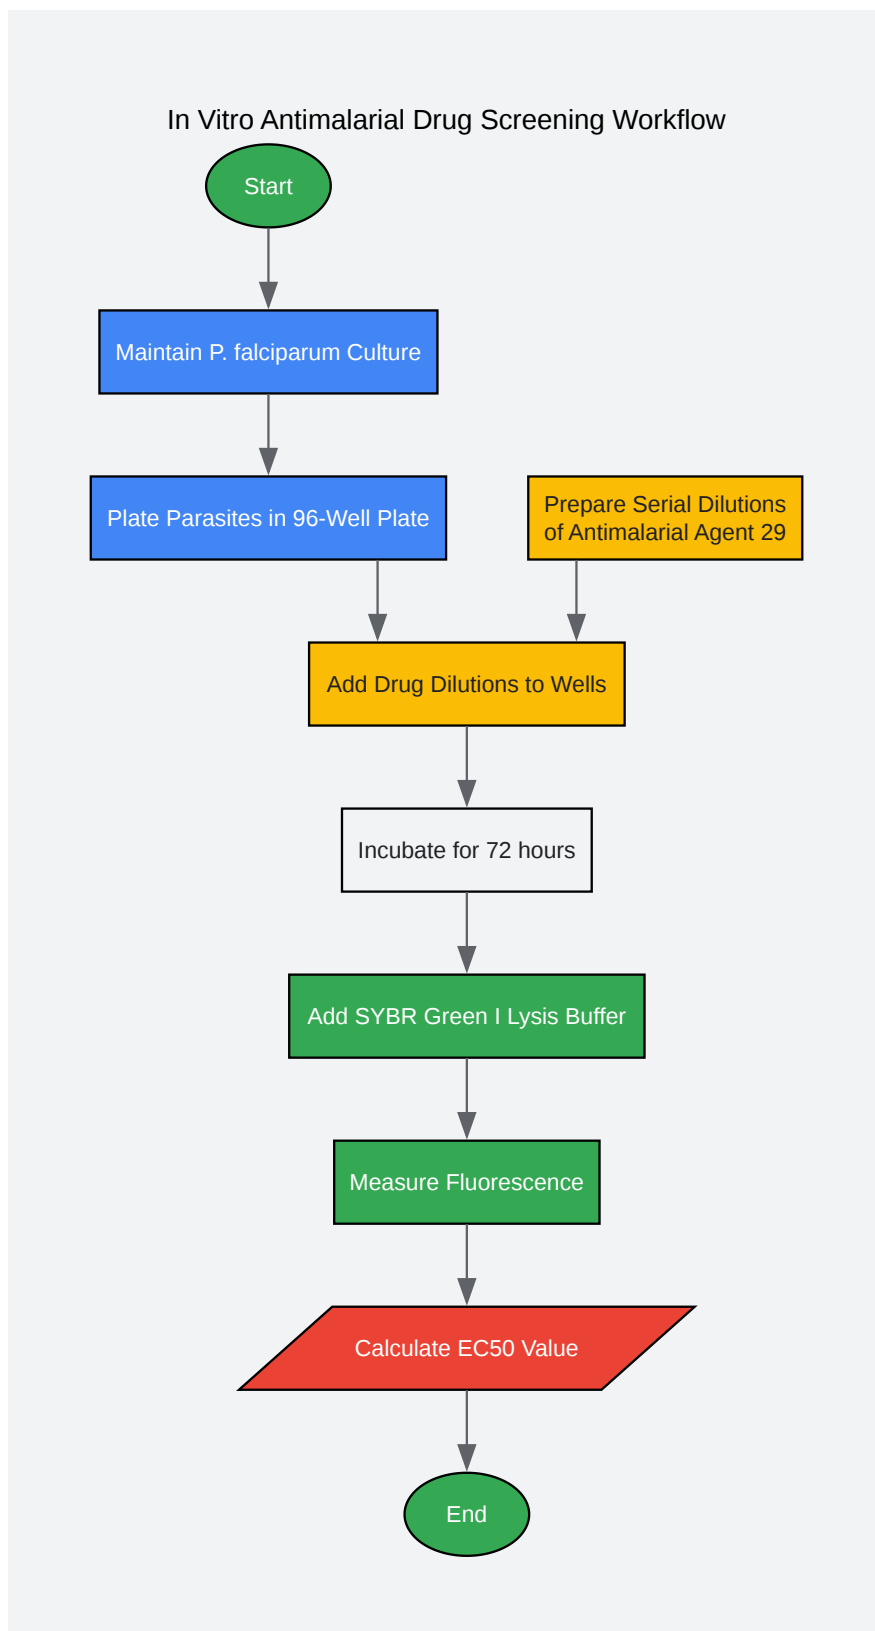 In Vitro Antimalarial Drug Screening Workflow
Start
Maintain P. falciparum Culture
Plate Parasites in 96-Well Plate
Prepare Serial Dilutions
of Antimalarial Agent 29
Add Drug Dilutions to Wells
Incubate for 72 hours
Add SYBR Green I Lysis Buffer
Measure Fluorescence
Calculate EC50 Value
End